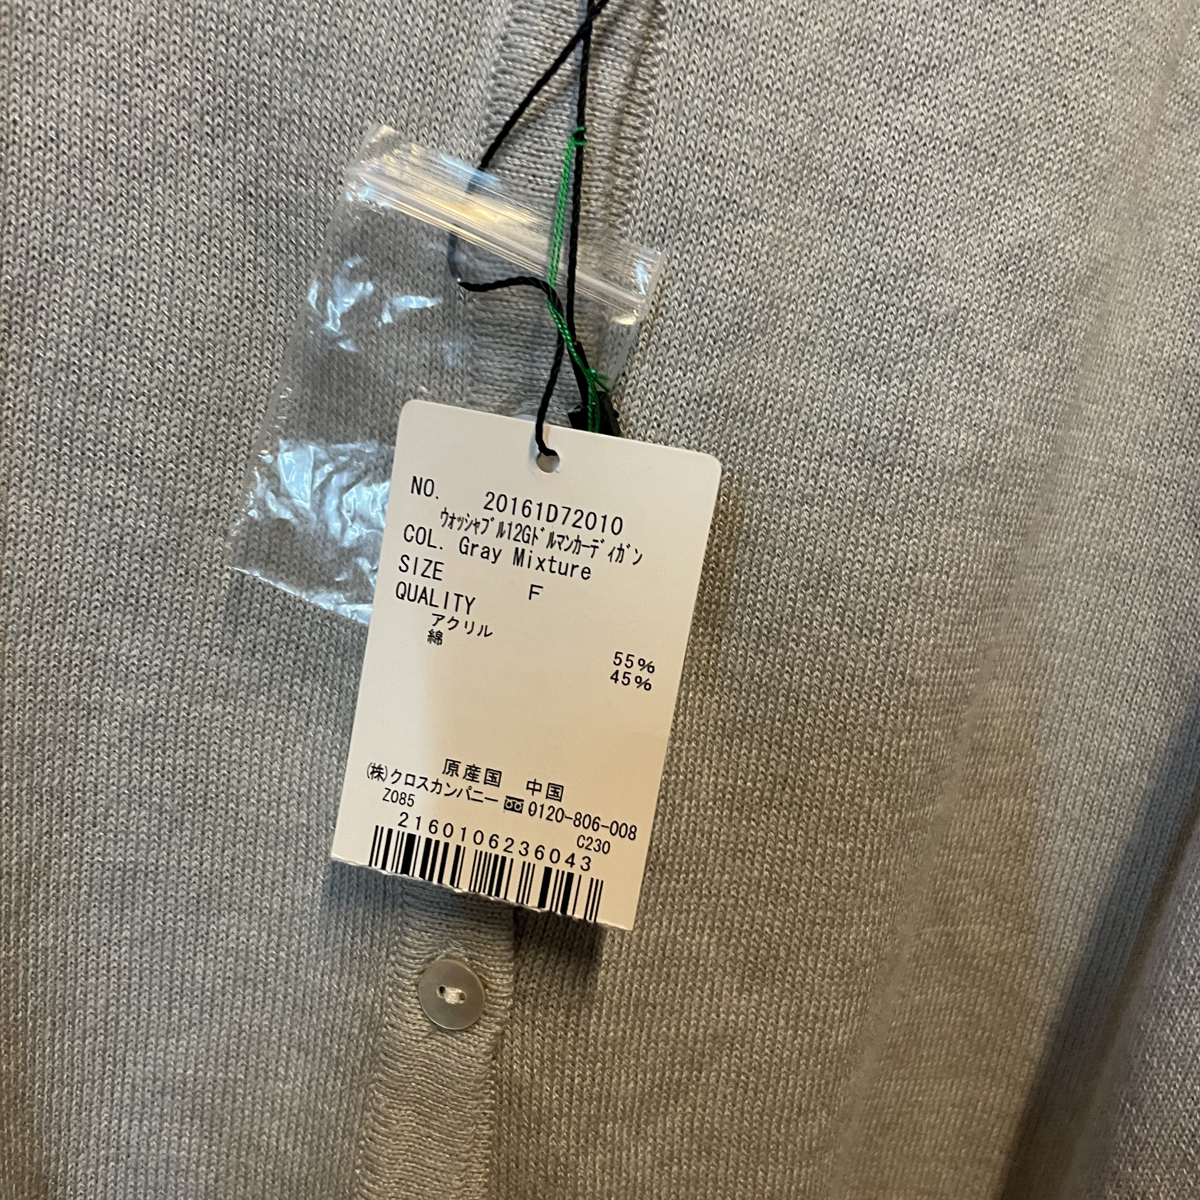 NO. 20161D72010
ｳｫｯｼｬﾌﾞﾙ12Gﾄﾞﾙﾏﾝｶｰﾃﾞｨｶﾞﾝ
COL. Gray Mixture
SIZE F
QUALITY
アクリル 55%
綿 45%
原産国 中国
(株)クロスカンパニー 0120-806-008
Z085 C230
2160106236043